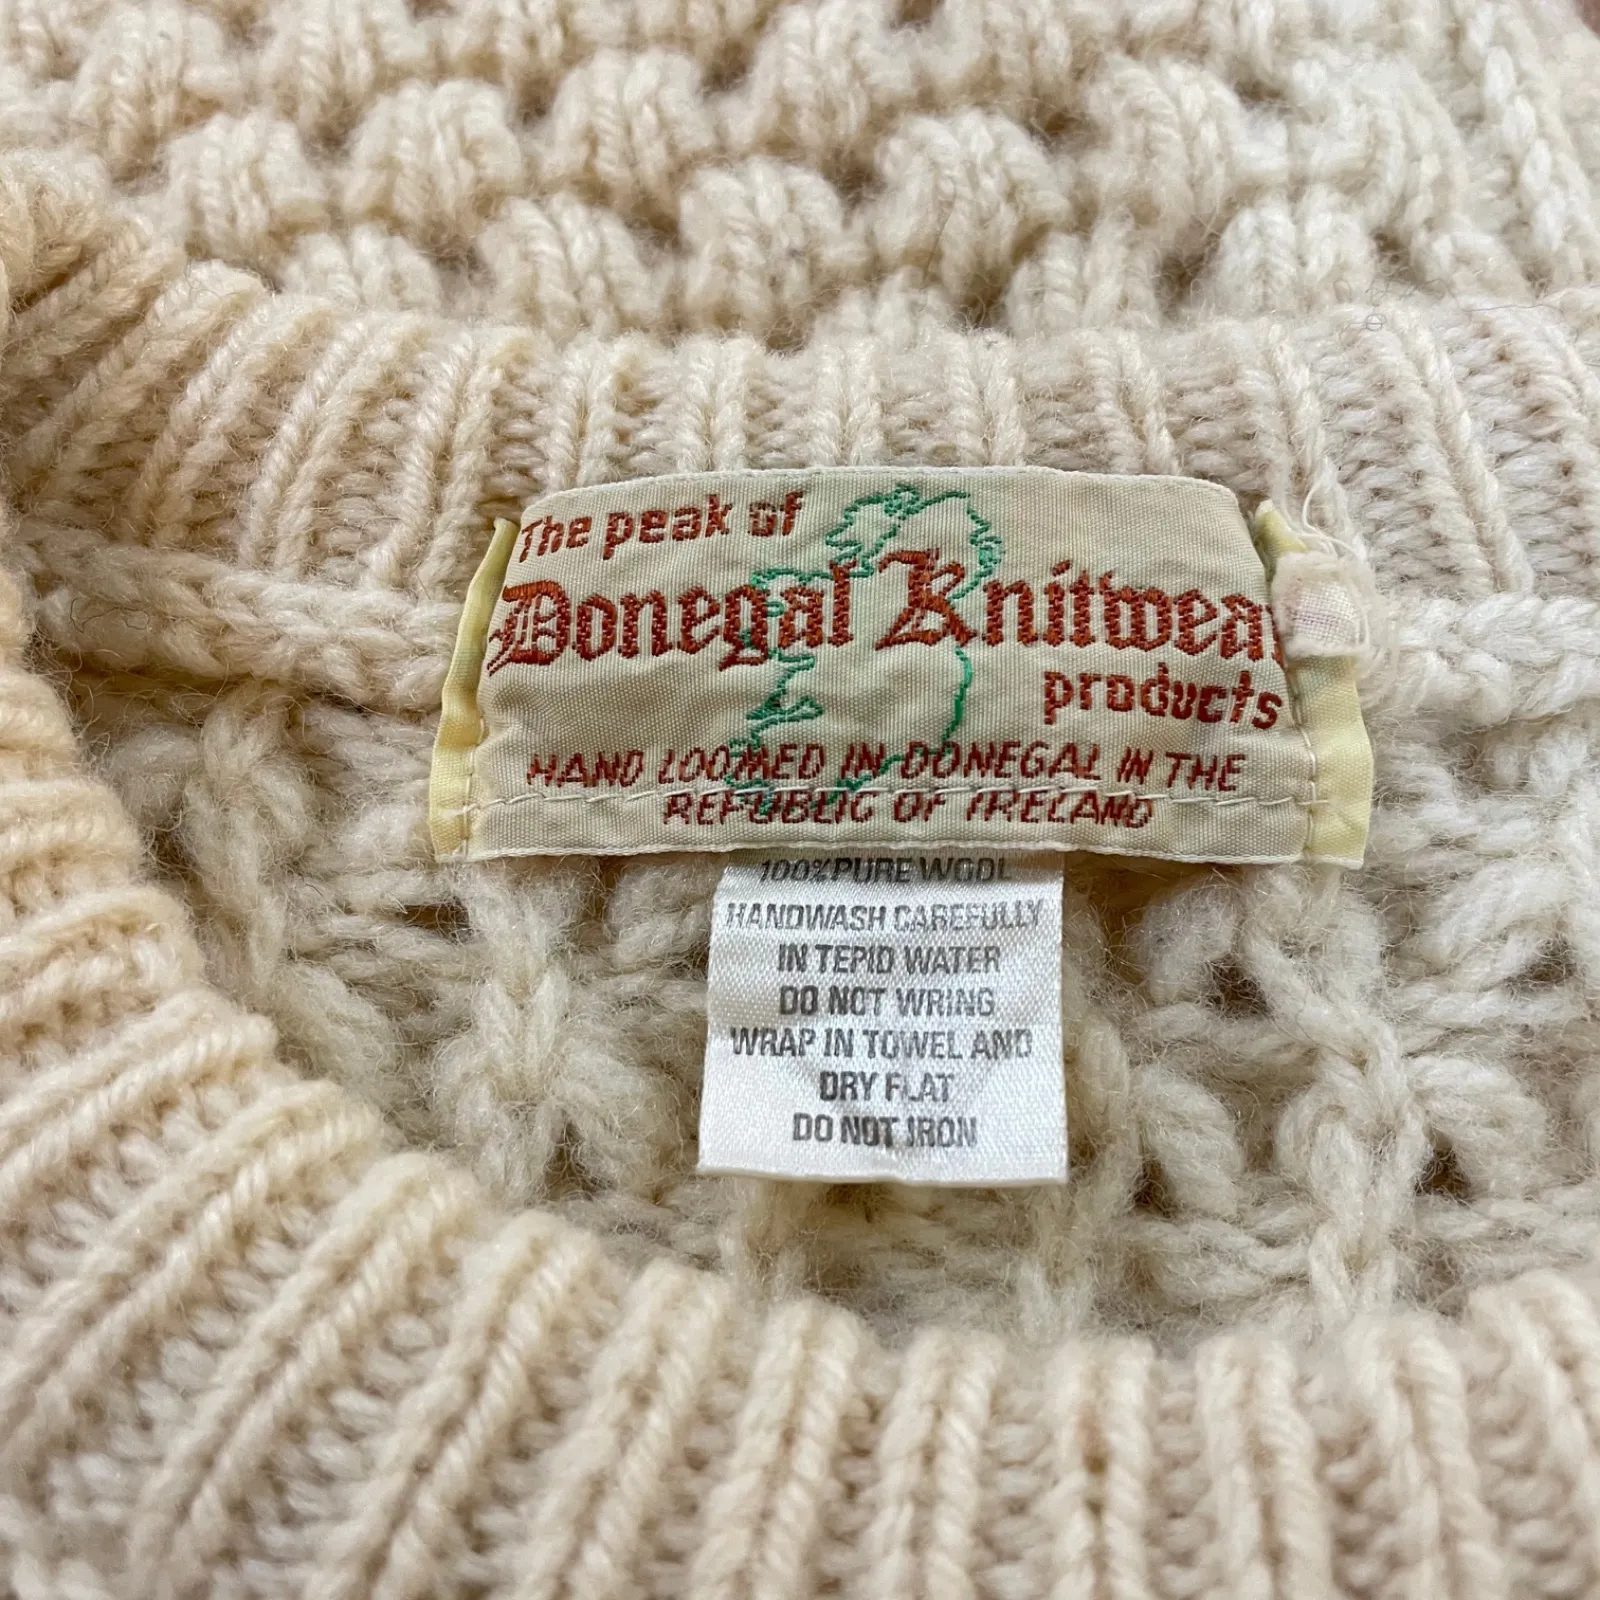 The peak of
Donegal Knitwear
products
HAND LOOMED IN DONEGAL IN THE
REPUBLIC OF IRELAND
100% PURE WOOL
HANDWASH CAREFULLY
IN TEPID WATER
DO NOT WRING
WRAP IN TOWEL AND
DRY FLAT
DO NOT IRON